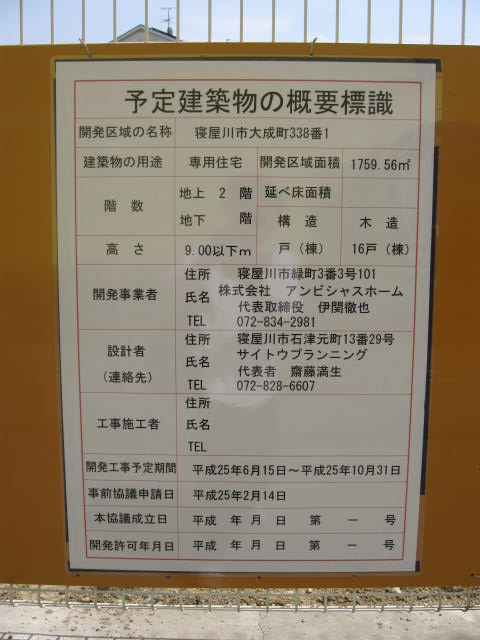 予定建築物の概要標識
開発区域の名称 寝屋川市大成町338番1
建築物の用途 専用住宅 開発区域面積 1759.56㎡
階数 地上 2 階 延べ床面積
地下 階 構造 木造
高さ 9.00以下m 戸(棟) 16戸(棟)
開発事業者 住所 寝屋川市緑町3番3号101
氏名 株式会社 アンビシャスホーム
代表取締役 伊関徹也
TEL 072-834-2981
設計者 住所 寝屋川市石津元町13番29号
(連絡先) 氏名 サイトウプランニング
代表者 齋藤満生
TEL 072-828-6607
工事施工者 住所
氏名
TEL
開発工事予定期間 平成25年6月15日~平成25年10月31日
事前協議申請日 平成25年2月14日
本協議成立日 平成 年 月 日 第 ー 号
開発許可年月日 平成 年 月 日 第 ー 号